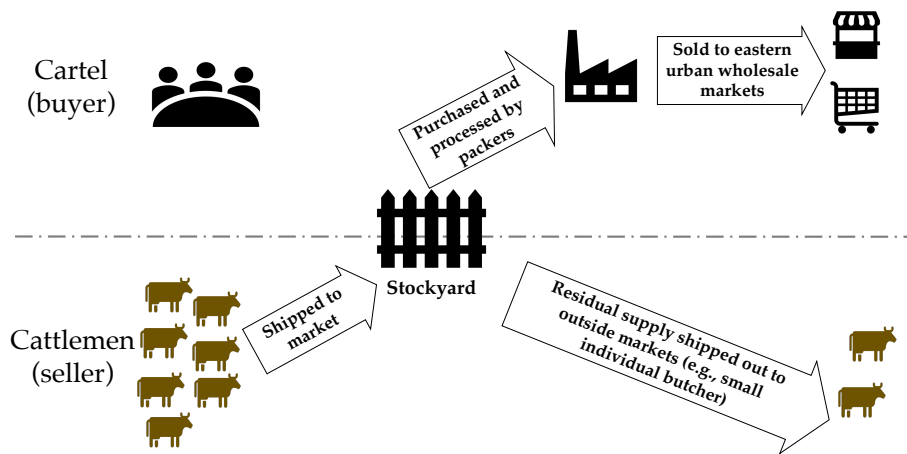 Cartel
(buyer)
Purchased and
processed by
packers
Sold to eastern
urban wholesale
markets
Stockyard
Cattlemen
(seller)
Shipped to
market
Residual supply shipped out to
outside markets (e.g., small
individual butcher)